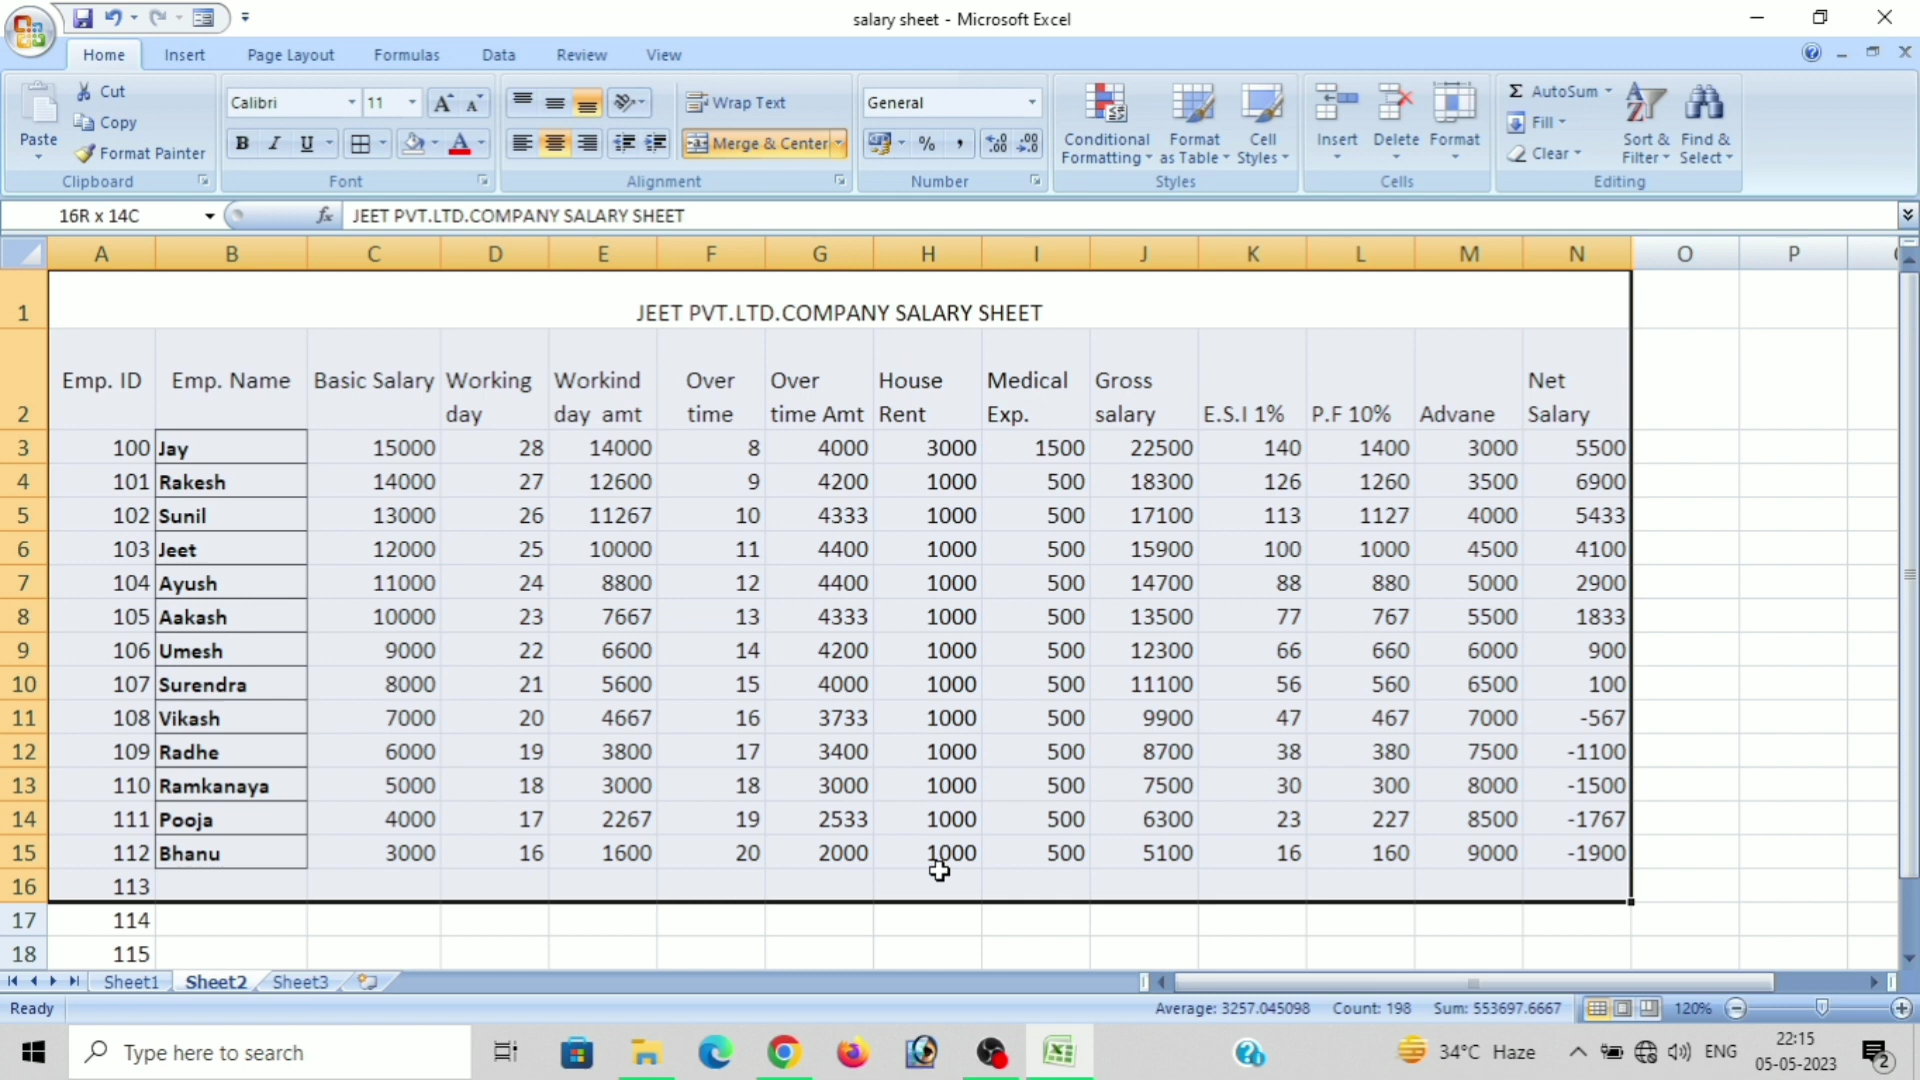 salary sheet - Microsoft Excel
Home Insert Page Layout Formulas Data Review View
Paste
Cut
Copy
Format Painter
Clipboard
Calibri 11
B I U A
Font
Wrap Text
Merge & Center
Alignment
General
% ,
Number
Conditional Formatting
Format as Table
Cell Styles
Styles
Insert Delete Format
Cells
Σ AutoSum
Fill
Clear
Sort & Filter
Find & Select
Editing
16R x 14C fx JEET PVT.LTD.COMPANY SALARY SHEET
A B C D E F G H I J K L M N O P
1 JEET PVT.LTD.COMPANY SALARY SHEET
2 Emp. ID Emp. Name Basic Salary Working day Workind day amt Over time Over time Amt House Rent Medical Exp. Gross salary E.S.I 1% P.F 10% Advane Net Salary
3 100 Jay 15000 28 14000 8 4000 3000 1500 22500 140 1400 3000 5500
4 101 Rakesh 14000 27 12600 9 4200 1000 500 18300 126 1260 3500 6900
5 102 Sunil 13000 26 11267 10 4333 1000 500 17100 113 1127 4000 5433
6 103 Jeet 12000 25 10000 11 4400 1000 500 15900 100 1000 4500 4100
7 104 Ayush 11000 24 8800 12 4400 1000 500 14700 88 880 5000 2900
8 105 Aakash 10000 23 7667 13 4333 1000 500 13500 77 767 5500 1833
9 106 Umesh 9000 22 6600 14 4200 1000 500 12300 66 660 6000 900
10 107 Surendra 8000 21 5600 15 4000 1000 500 11100 56 560 6500 100
11 108 Vikash 7000 20 4667 16 3733 1000 500 9900 47 467 7000 -567
12 109 Radhe 6000 19 3800 17 3400 1000 500 8700 38 380 7500 -1100
13 110 Ramkanaya 5000 18 3000 18 3000 1000 500 7500 30 300 8000 -1500
14 111 Pooja 4000 17 2267 19 2533 1000 500 6300 23 227 8500 -1767
15 112 Bhanu 3000 16 1600 20 2000 1000 500 5100 16 160 9000 -1900
16 113
17 114
18 115
Sheet1 Sheet2 Sheet3
Ready Average: 3257.045098 Count: 198 Sum: 553697.6667 120%
Type here to search 34°C Haze ENG 22:15
05-05-2023 2